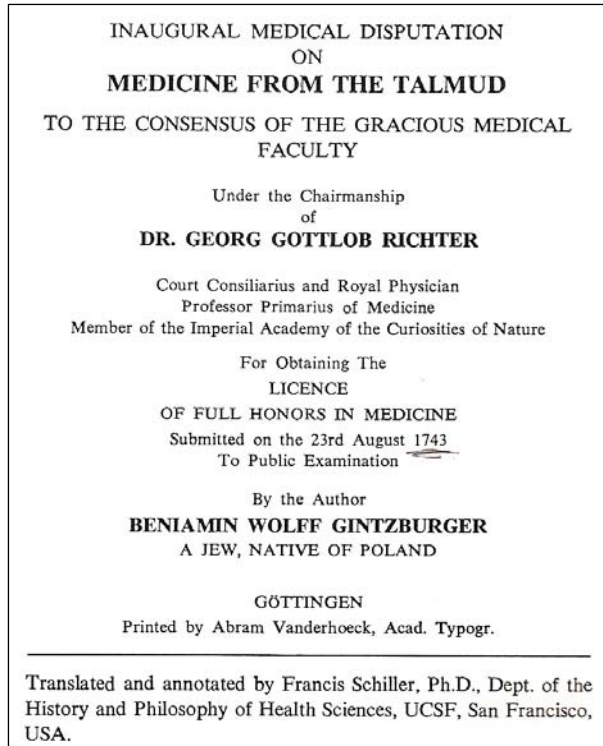 INAUGURAL MEDICAL DISPUTATION
ON
MEDICINE FROM THE TALMUD
TO THE CONSENSUS OF THE GRACIOUS MEDICAL
FACULTY
Under the Chairmanship
of
DR. GEORG GOTTLOB RICHTER
Court Consiliarius and Royal Physician
Professor Primarius of Medicine
Member of the Imperial Academy of the Curiosities of Nature
For Obtaining The
LICENCE
OF FULL HONORS IN MEDICINE
Submitted on the 23rd August 1743
To Public Examination
By the Author
BENIAMIN WOLFF GINTZBURGER
A JEW, NATIVE OF POLAND
GÖTTINGEN
Printed by Abram Vanderhoeck, Acad. Typogr.
Translated and annotated by Francis Schiller, Ph.D., Dept. of the
History and Philosophy of Health Sciences, UCSF, San Francisco,
USA.